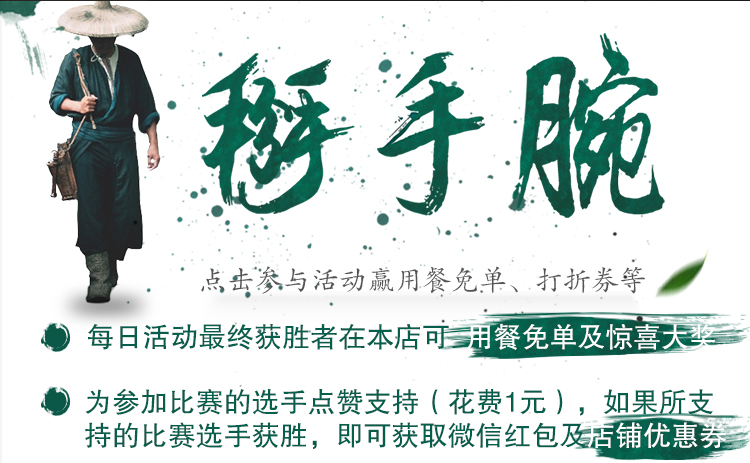 掰手腕
点击参与活动赢用餐免单、打折券等
每日活动最终获胜者在本店可 用餐免单及惊喜大奖
为参加比赛的选手点赞支持（花费1元），如果所支
持的比赛选手获胜，即可获取微信红包及店铺优惠券